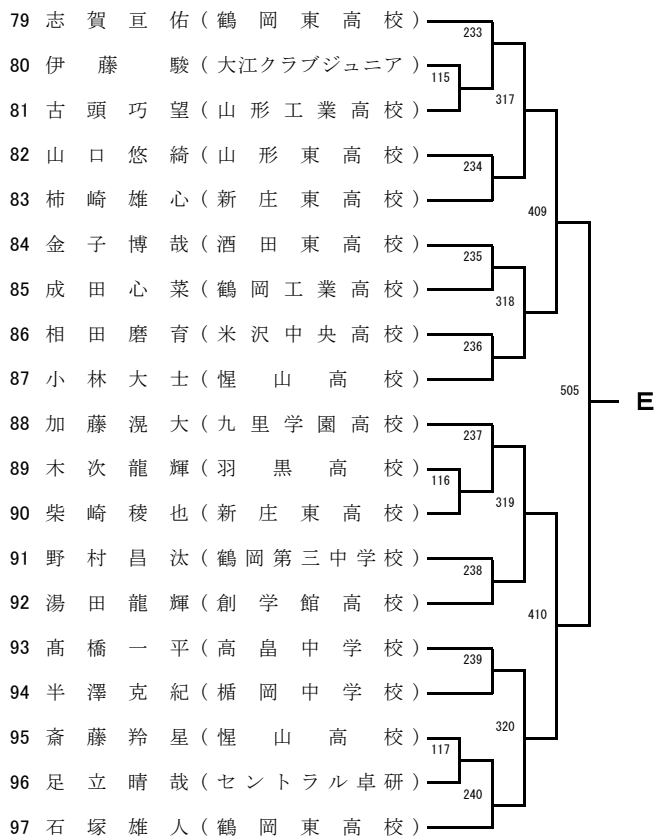 79 志賀亘佑(鶴岡東高校)
233
80 伊藤 駿(大江クラブジュニア)
115
317
81 古頭巧望(山形工業高校)
82 山口悠綺(山形東高校)
234
83 柿崎雄心(新庄東高校)
409
84 金子博哉(酒田東高校)
235
85 成田心菜(鶴岡工業高校)
318
86 相田磨育(米沢中央高校)
236
87 小林大士(惺山高校)
505
E
88 加藤滉大(九里学園高校)
237
89 木次龍輝(羽黒高校)
116
319
90 柴崎稜也(新庄東高校)
91 野村昌汰(鶴岡第三中学校)
238
92 湯田龍輝(創学館高校)
410
93 髙橋一平(高畠中学校)
239
94 半澤克紀(楯岡中学校)
320
95 斎藤羚星(惺山高校)
117
96 足立晴哉(セントラル卓研)
240
97 石塚雄人(鶴岡東高校)